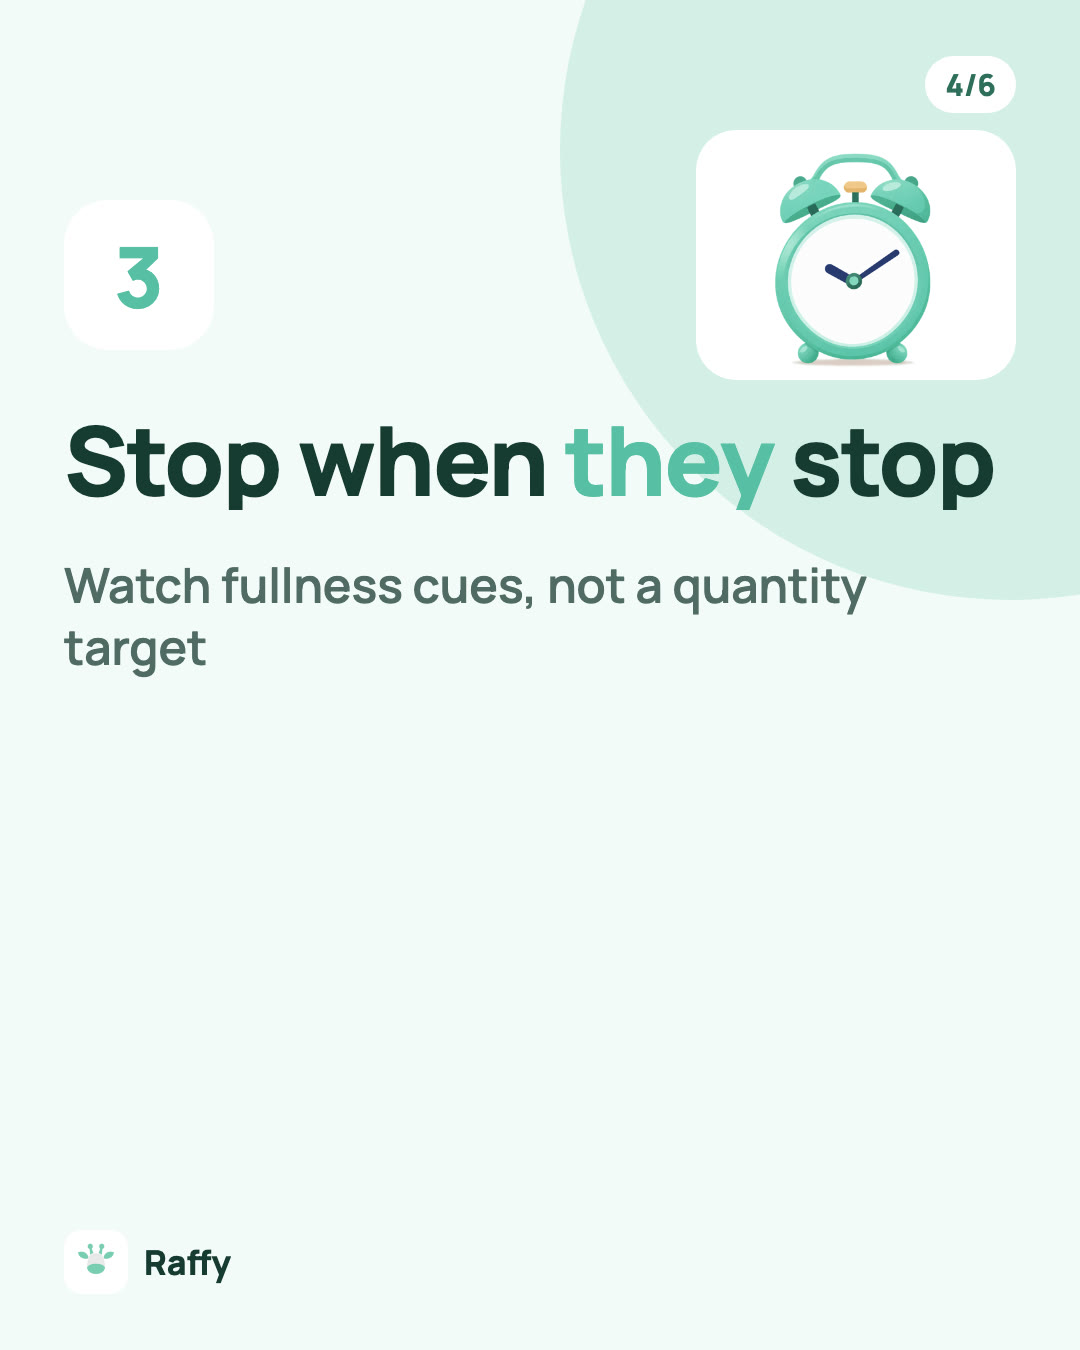 4/6
3
Stop when they stop
Watch fullness cues, not a quantity
target
Raffy